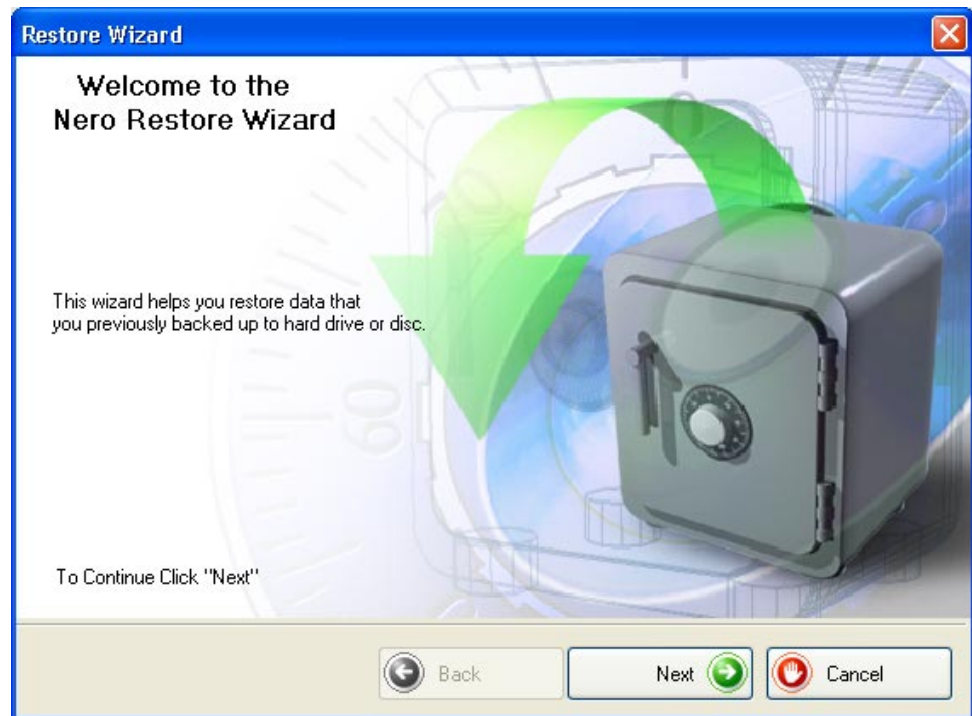 Restore Wizard
Welcome to the
Nero Restore Wizard
This wizard helps you restore data that
you previously backed up to hard drive or disc.
To Continue Click "Next"
Back
Next
Cancel